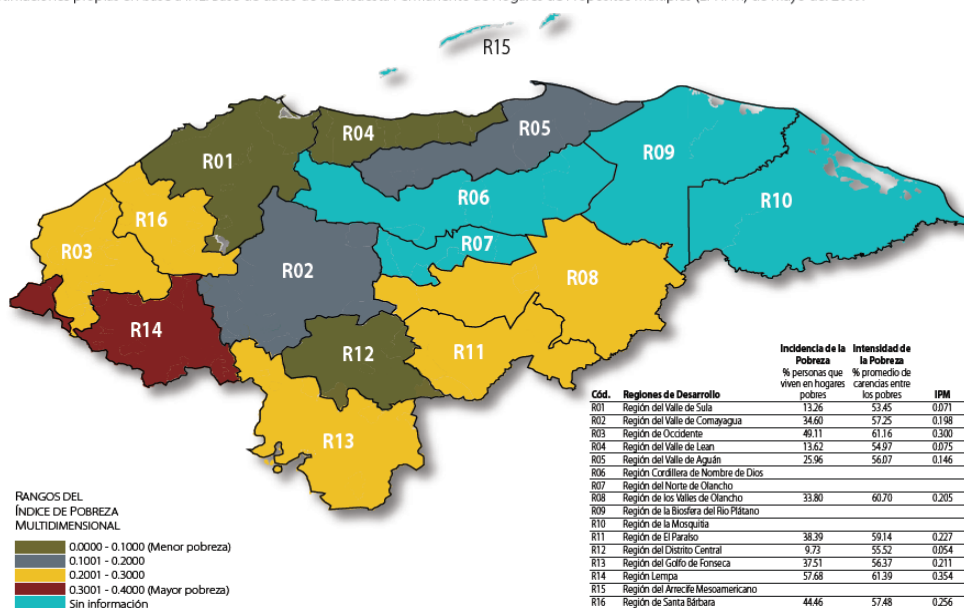 R15
R04
R05
R01
R09
R06
R10
R16
R03
R07
R02
R08
R14
R12
R11
R13
RANGOS DEL
ÍNDICE DE POBREZA
MULTIDIMENSIONAL
0.0000 - 0.1000 (Menor pobreza)
0.1001 - 0.2000
0.2001 - 0.3000
0.3001 - 0.4000 (Mayor pobreza)
Sin información
Incidencia de la Intensidad de
Pobreza la Pobreza
% personas que % promedio de
viven en hogares carencias entre
Cód. Regiones de Desarrollo pobres los pobres IPM
R01 Región del Valle de Sula 13.26 53.45 0.071
R02 Región del Valle de Comayagua 34.60 57.25 0.198
R03 Región de Occidente 49.11 61.16 0.300
R04 Región del Valle de Lean 13.62 54.97 0.075
R05 Región del Valle de Aguán 25.96 56.07 0.146
R06 Región Cordillera de Nombre de Dios
R07 Región del Norte de Olancho
R08 Región de los Valles de Olancho 33.80 60.70 0.205
R09 Región de la Biosfera del Río Plátano
R10 Región de la Mosquitia
R11 Región de El Paraíso 38.39 59.14 0.227
R12 Región del Distrito Central 9.73 55.52 0.054
R13 Región del Golfo de Fonseca 37.51 56.37 0.211
R14 Región Lempa 57.68 61.39 0.354
R15 Región del Arrecife Mesoamericano
R16 Región de Santa Bárbara 44.46 57.48 0.256